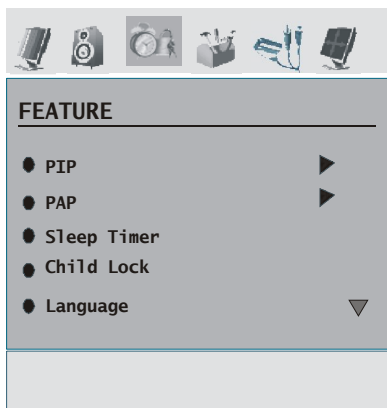 FEATURE
PIP
PAP
Sleep Timer
Child Lock
Language